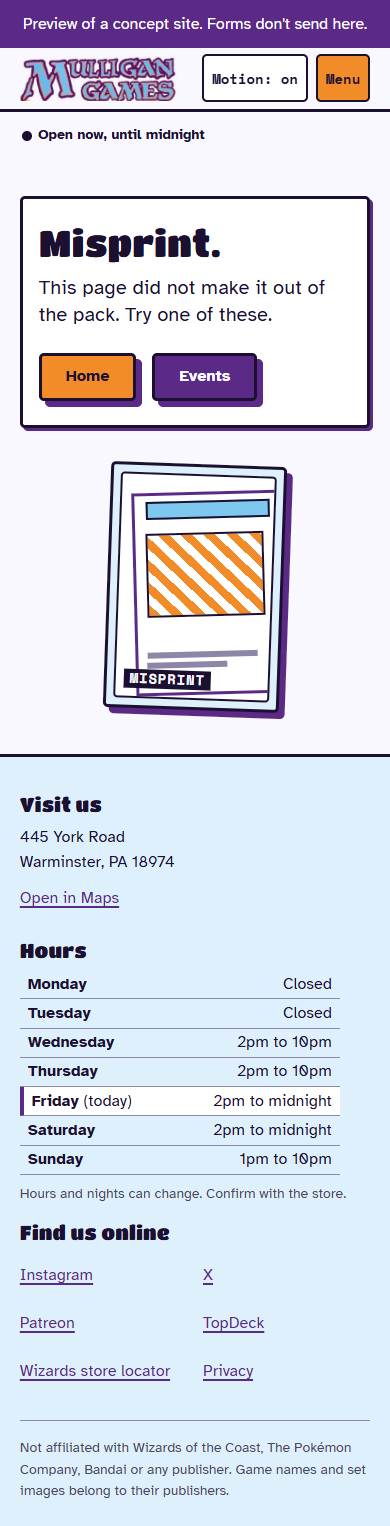 Preview of a concept site. Forms don't send here.
MULLIGAN
GAMES
Motion: on
Menu
Open now, until midnight
Misprint.
This page did not make it out of
the pack. Try one of these.
Home
Events
MISPRINT
Visit us
445 York Road
Warminster, PA 18974
Open in Maps
Hours
Monday Closed
Tuesday Closed
Wednesday 2pm to 10pm
Thursday 2pm to 10pm
Friday (today) 2pm to midnight
Saturday 2pm to midnight
Sunday 1pm to 10pm
Hours and nights can change. Confirm with the store.
Find us online
Instagram X
Patreon TopDeck
Wizards store locator Privacy
Not affiliated with Wizards of the Coast, The Pokémon
Company, Bandai or any publisher. Game names and set
images belong to their publishers.